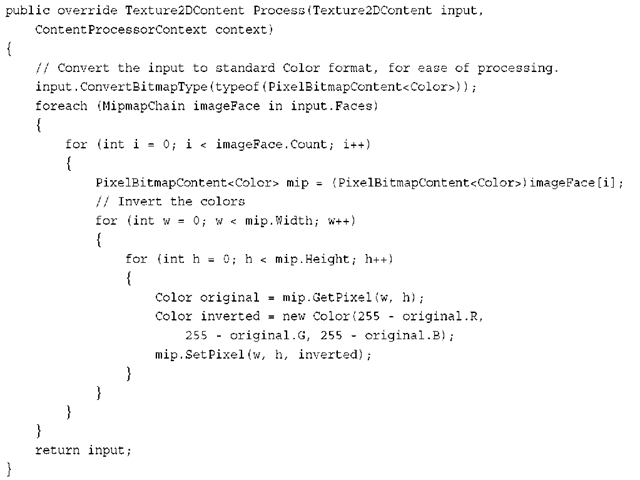 public override Texture2DContent Process(Texture2DContent input,
    ContentProcessorContext context)
{
    // Convert the input to standard Color format, for ease of processing.
    input.ConvertBitmapType(typeof(PixelBitmapContent<Color>));
    foreach (MipmapChain imageFace in input.Faces)
    {
        for (int i = 0; i < imageFace.Count; i++)
        {
            PixelBitmapContent<Color> mip = (PixelBitmapContent<Color>)imageFace[i];
            // Invert the colors
            for (int w = 0; w < mip.Width; w++)
            {
                for (int h = 0; h < mip.Height; h++)
                {
                    Color original = mip.GetPixel(w, h);
                    Color inverted = new Color(255 - original.R,
                        255 - original.G, 255 - original.B);
                    mip.SetPixel(w, h, inverted);
                }
            }
        }
    }
    return input;
}